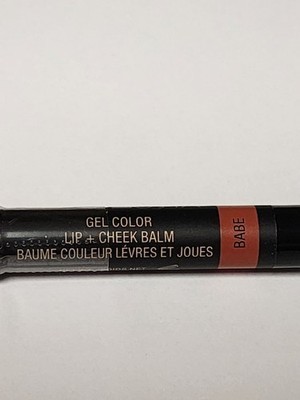 GEL COLOR
LIP + CHEEK BALM
BAUME COULEUR LÈVRES ET JOUES
BABE